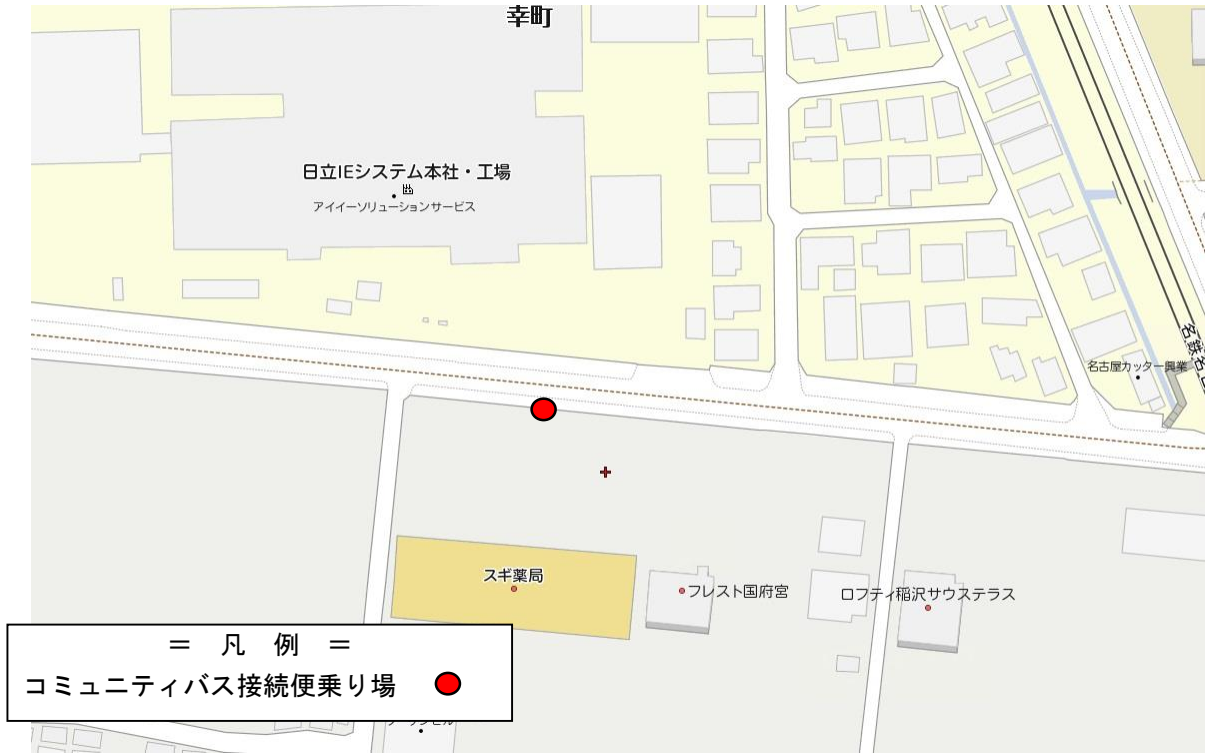 幸町
日立IEシステム本社・工場
アイイーソリューションサービス
名古屋カッター興業
スギ薬局
フレスト国府宮
ロフティ稲沢サウステラス
= 凡 例 =
コミュニティバス接続便乗り場